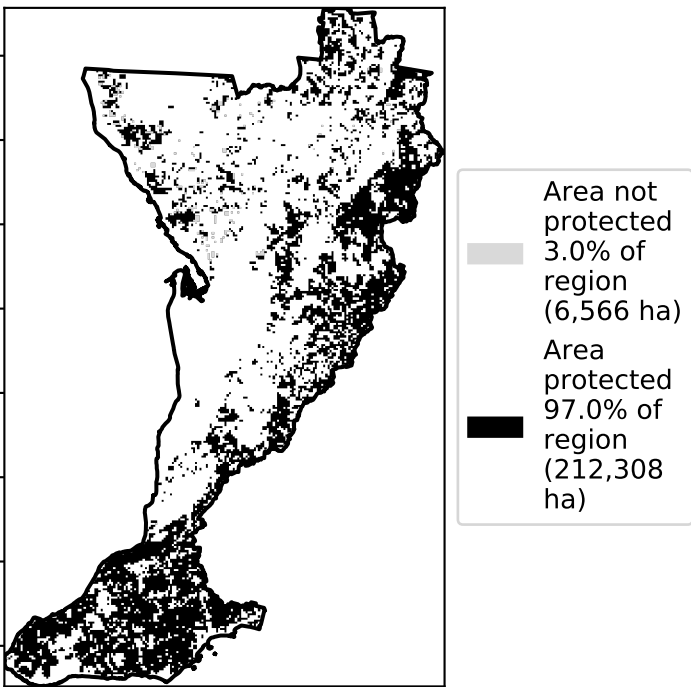 Area not
protected
3.0% of
region
(6,566 ha)
Area
protected
97.0% of
region
(212,308
ha)